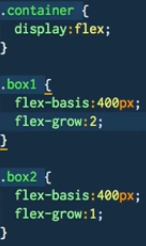 .container {
display:flex;
}
.box1 {
flex-basis:400px;
flex-grow:2;
}
.box2 {
flex-basis:400px;
flex-grow:1;
}